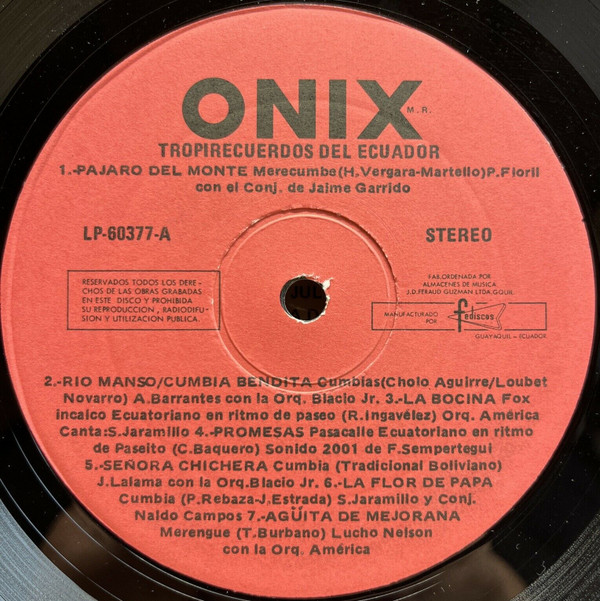 ONIX
M.R.
TROPIRECUERDOS DEL ECUADOR
1.-PAJARO DEL MONTE Merecumbe(H.Vergara-Martello)P.Fioril
con el Conj. de Jaime Garrido
LP-60377-A
STEREO
RESERVADOS TODOS LOS DERE-
CHOS DE LAS OBRAS GRABADAS
EN ESTE DISCO Y PROHIBIDA
SU REPRODUCCION, RADIODIFU-
SION Y UTILIZACION PUBLICA.
FAB.ORDENADA POR
ALMACENES DE MUSICA
J.D.FERAUD GUZMAN LTDA.GQUIL.
MANUFACTURADO
POR
fediscos
GUAYAQUIL - ECUADOR
2.-RIO MANSO/CUMBIA BENDITA Cumbias(Cholo Aguirre/Loubet
Novarro) A.Barrantes con la Orq. Blacio Jr. 3.-LA BOCINA Fox
incaico Ecuatoriano en ritmo de paseo (R.Ingavélez) Orq. América
Canta:S.Jaramillo 4.-PROMESAS Pasacalle Ecuatoriano en ritmo
de Paseito (C.Baquero) Sonido 2001 de F.Sempertegui
5.-SEÑORA CHICHERA Cumbia (Tradicional Boliviano)
J.Lalama con la Orq.Blacio Jr. 6.-LA FLOR DE PAPA
Cumbia (P.Rebaza-J.Estrada) S.Jaramillo y Conj.
Naldo Campos 7.-AGÜITA DE MEJORANA
Merengue (T.Burbano) Lucho Nelson
con la Orq. América